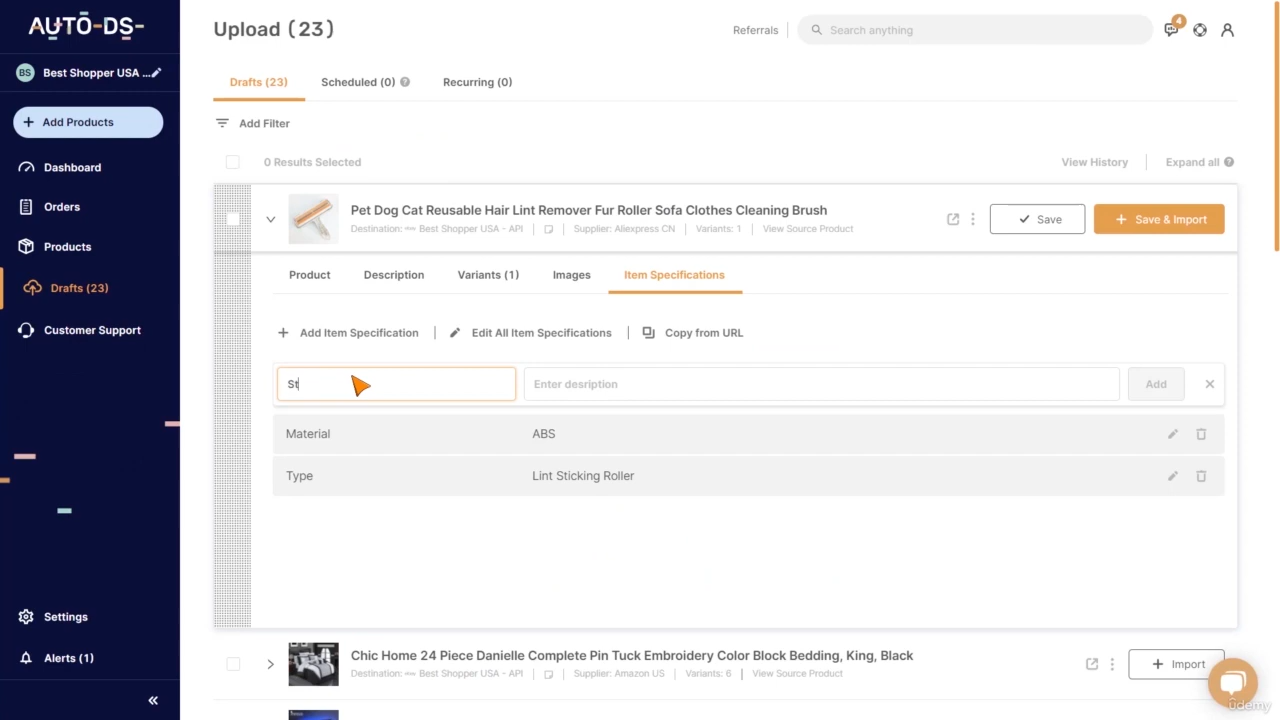 AUTO-DS-
Upload (23)
Referrals
Search anything
4
BS Best Shopper USA ...
Drafts (23)
Scheduled (0) ?
Recurring (0)
+ Add Products
Add Filter
Dashboard
0 Results Selected
View History
Expand all ?
Orders
Pet Dog Cat Reusable Hair Lint Remover Fur Roller Sofa Clothes Cleaning Brush
Destination: ebay Best Shopper USA - API
Supplier: Aliexpress CN
Variants: 1
View Source Product
Save
+ Save & Import
Products
Product
Description
Variants (1)
Images
Item Specifications
Drafts (23)
Customer Support
+ Add Item Specification
Edit All Item Specifications
Copy from URL
St
Enter desription
Add
Material
ABS
Type
Lint Sticking Roller
Settings
Alerts (1)
Chic Home 24 Piece Danielle Complete Pin Tuck Embroidery Color Block Bedding, King, Black
Destination: ebay Best Shopper USA - API
Supplier: Amazon US
Variants: 6
View Source Product
+ Import
ûdemy